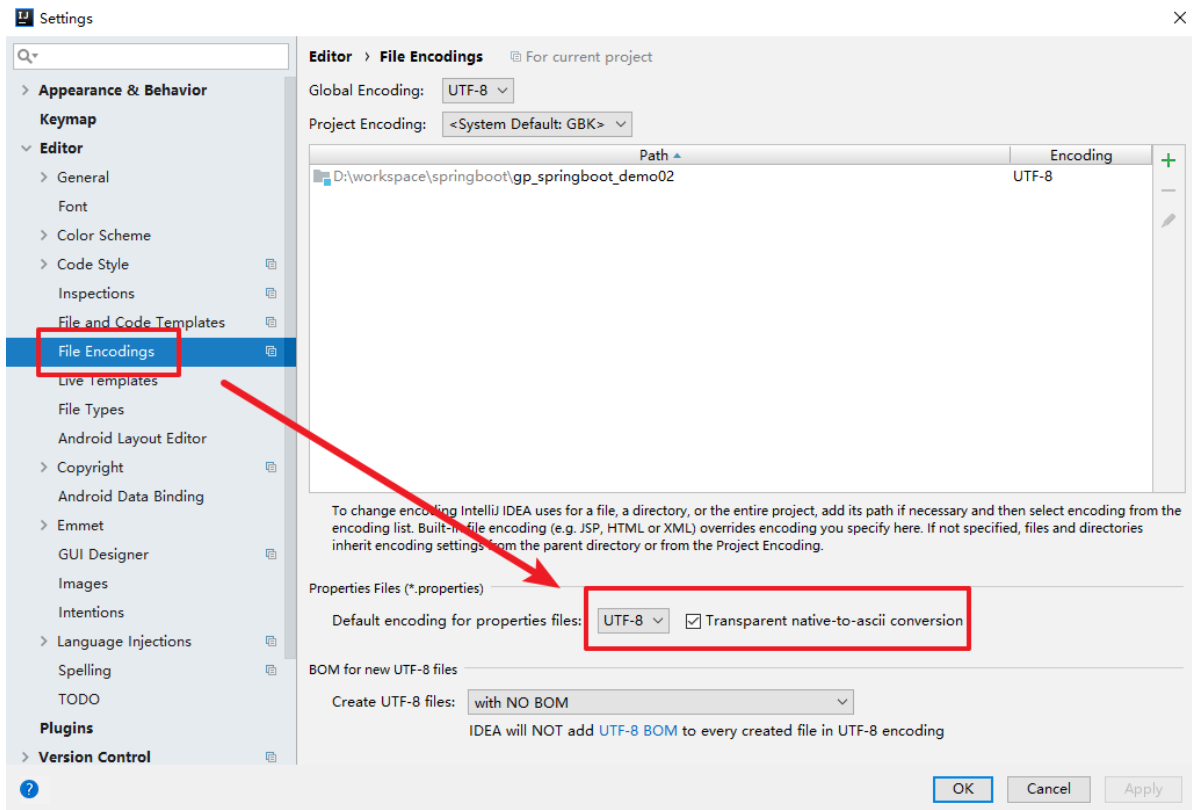 Settings
Editor › File Encodings For current project
Appearance & Behavior
Keymap
Editor
General
Font
Color Scheme
Code Style
Inspections
File and Code Templates
File Encodings
Live Templates
File Types
Android Layout Editor
Copyright
Android Data Binding
Emmet
GUI Designer
Images
Intentions
Language Injections
Spelling
TODO
Plugins
Version Control
Global Encoding: UTF-8
Project Encoding: <System Default: GBK>
Path Encoding
D:\workspace\springboot\gp_springboot_demo02 UTF-8
To change encoding IntelliJ IDEA uses for a file, a directory, or the entire project, add its path if necessary and then select encoding from the
encoding list. Built-in file encoding (e.g. JSP, HTML or XML) overrides encoding you specify here. If not specified, files and directories
inherit encoding settings from the parent directory or from the Project Encoding.
Properties Files (*.properties)
Default encoding for properties files: UTF-8 Transparent native-to-ascii conversion
BOM for new UTF-8 files
Create UTF-8 files: with NO BOM
IDEA will NOT add UTF-8 BOM to every created file in UTF-8 encoding
OK Cancel Apply